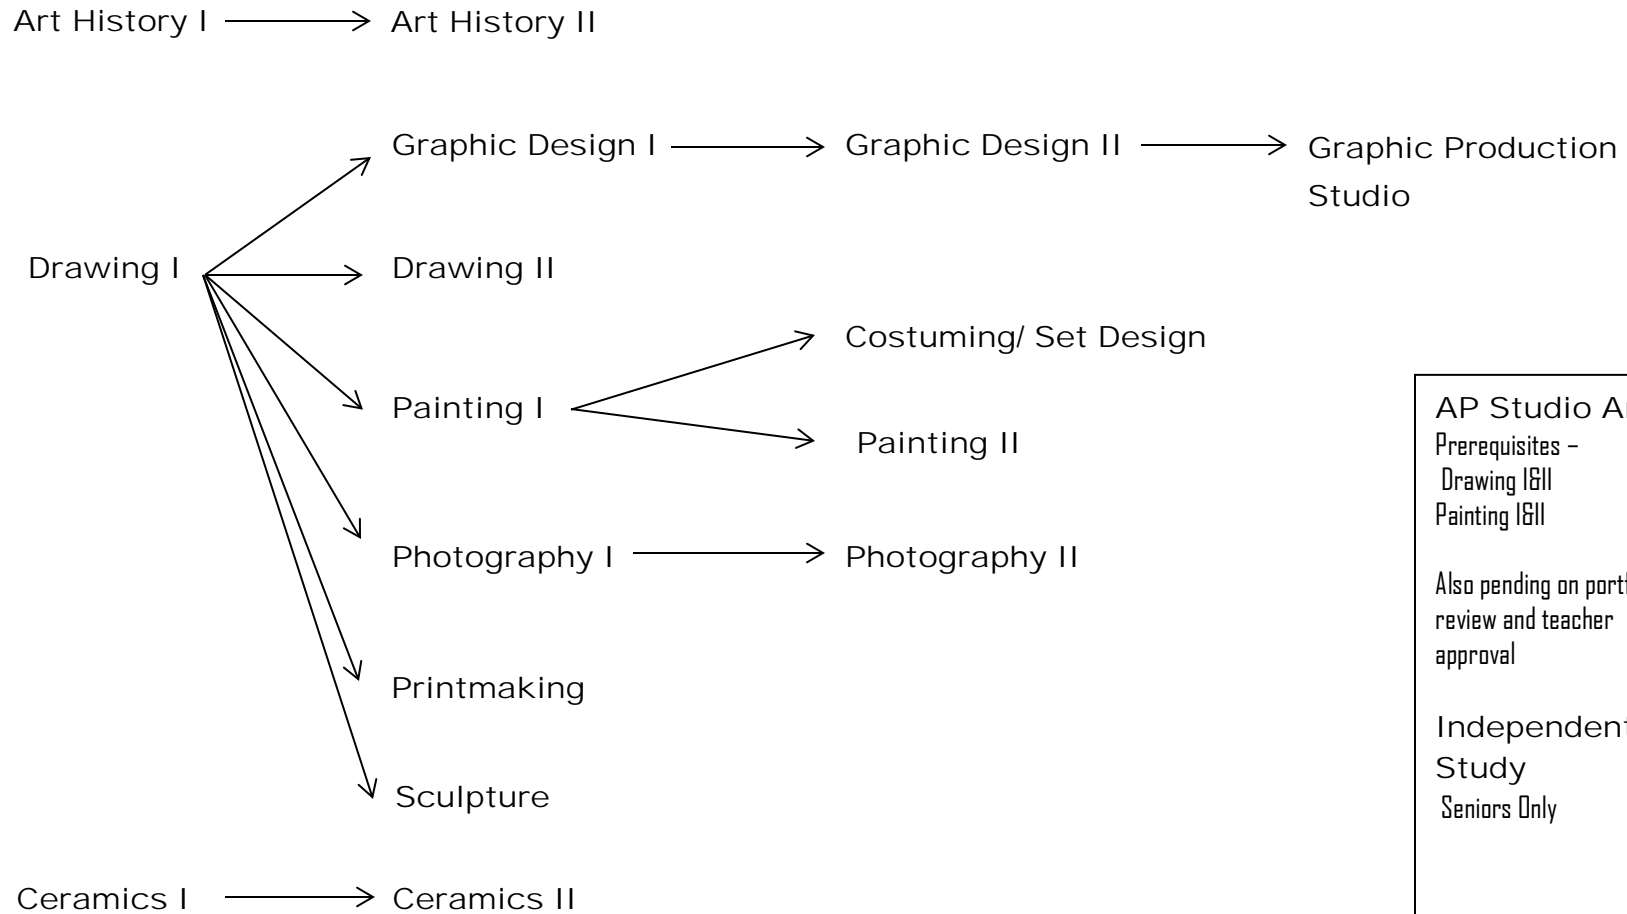 Art History I
Art History II
Graphic Design I
Graphic Design II
Graphic Production
Studio
Drawing I
Drawing II
Costuming/ Set Design
Painting I
Painting II
Photography I
Photography II
Printmaking
Sculpture
Ceramics I
Ceramics II
AP Studio
Prerequisites –
Drawing I&II
Painting I&II
Also pending on
review and teacher
approval
Independent
Study
Seniors Only